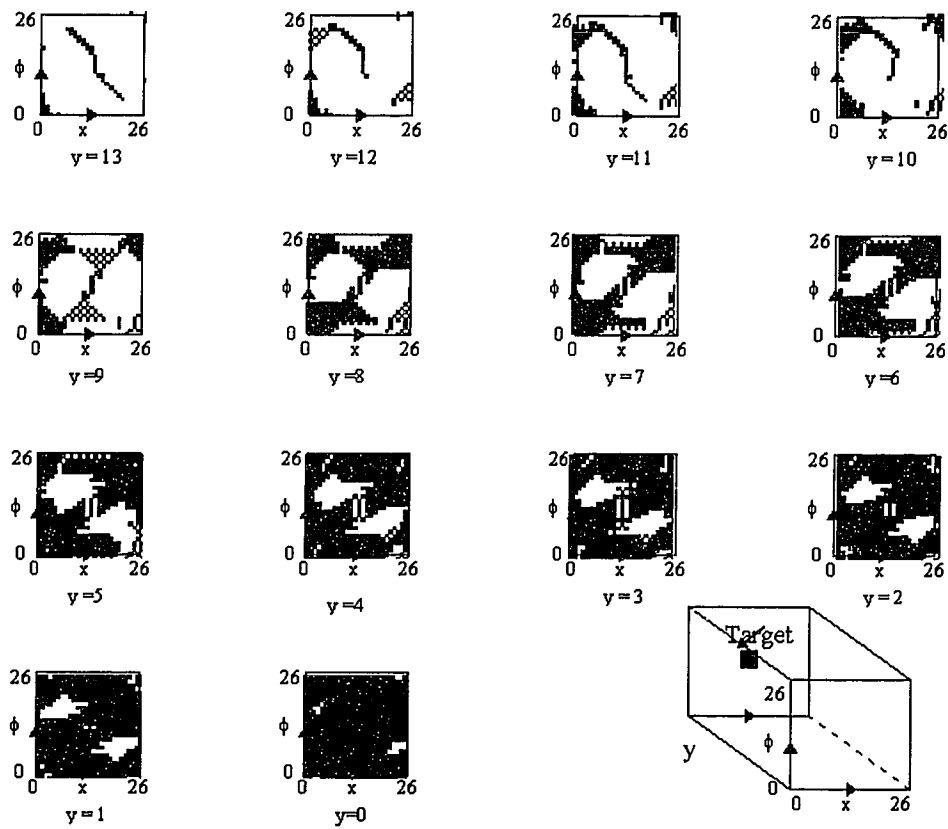 26 26 26 26
ϕ ϕ ϕ ϕ
0 0 0 0
0 x 26 0 x 26 0 x 26 0 x 26
y=13 y=12 y=11 y=10
26 26 26 26
ϕ ϕ ϕ ϕ
0 0 0 0
0 x 26 0 x 26 0 x 26 0 x 26
y=9 y=8 y=7 y=6
26 26 26 26
ϕ ϕ ϕ ϕ
0 0 0 0
0 x 26 0 x 26 0 x 26 0 x 26
y=5 y=4 y=3 y=2
Target
26 26 26
ϕ ϕ ϕ
y
0 0 0
0 x 26 0 x 26 0 x 26
y=1 y=0